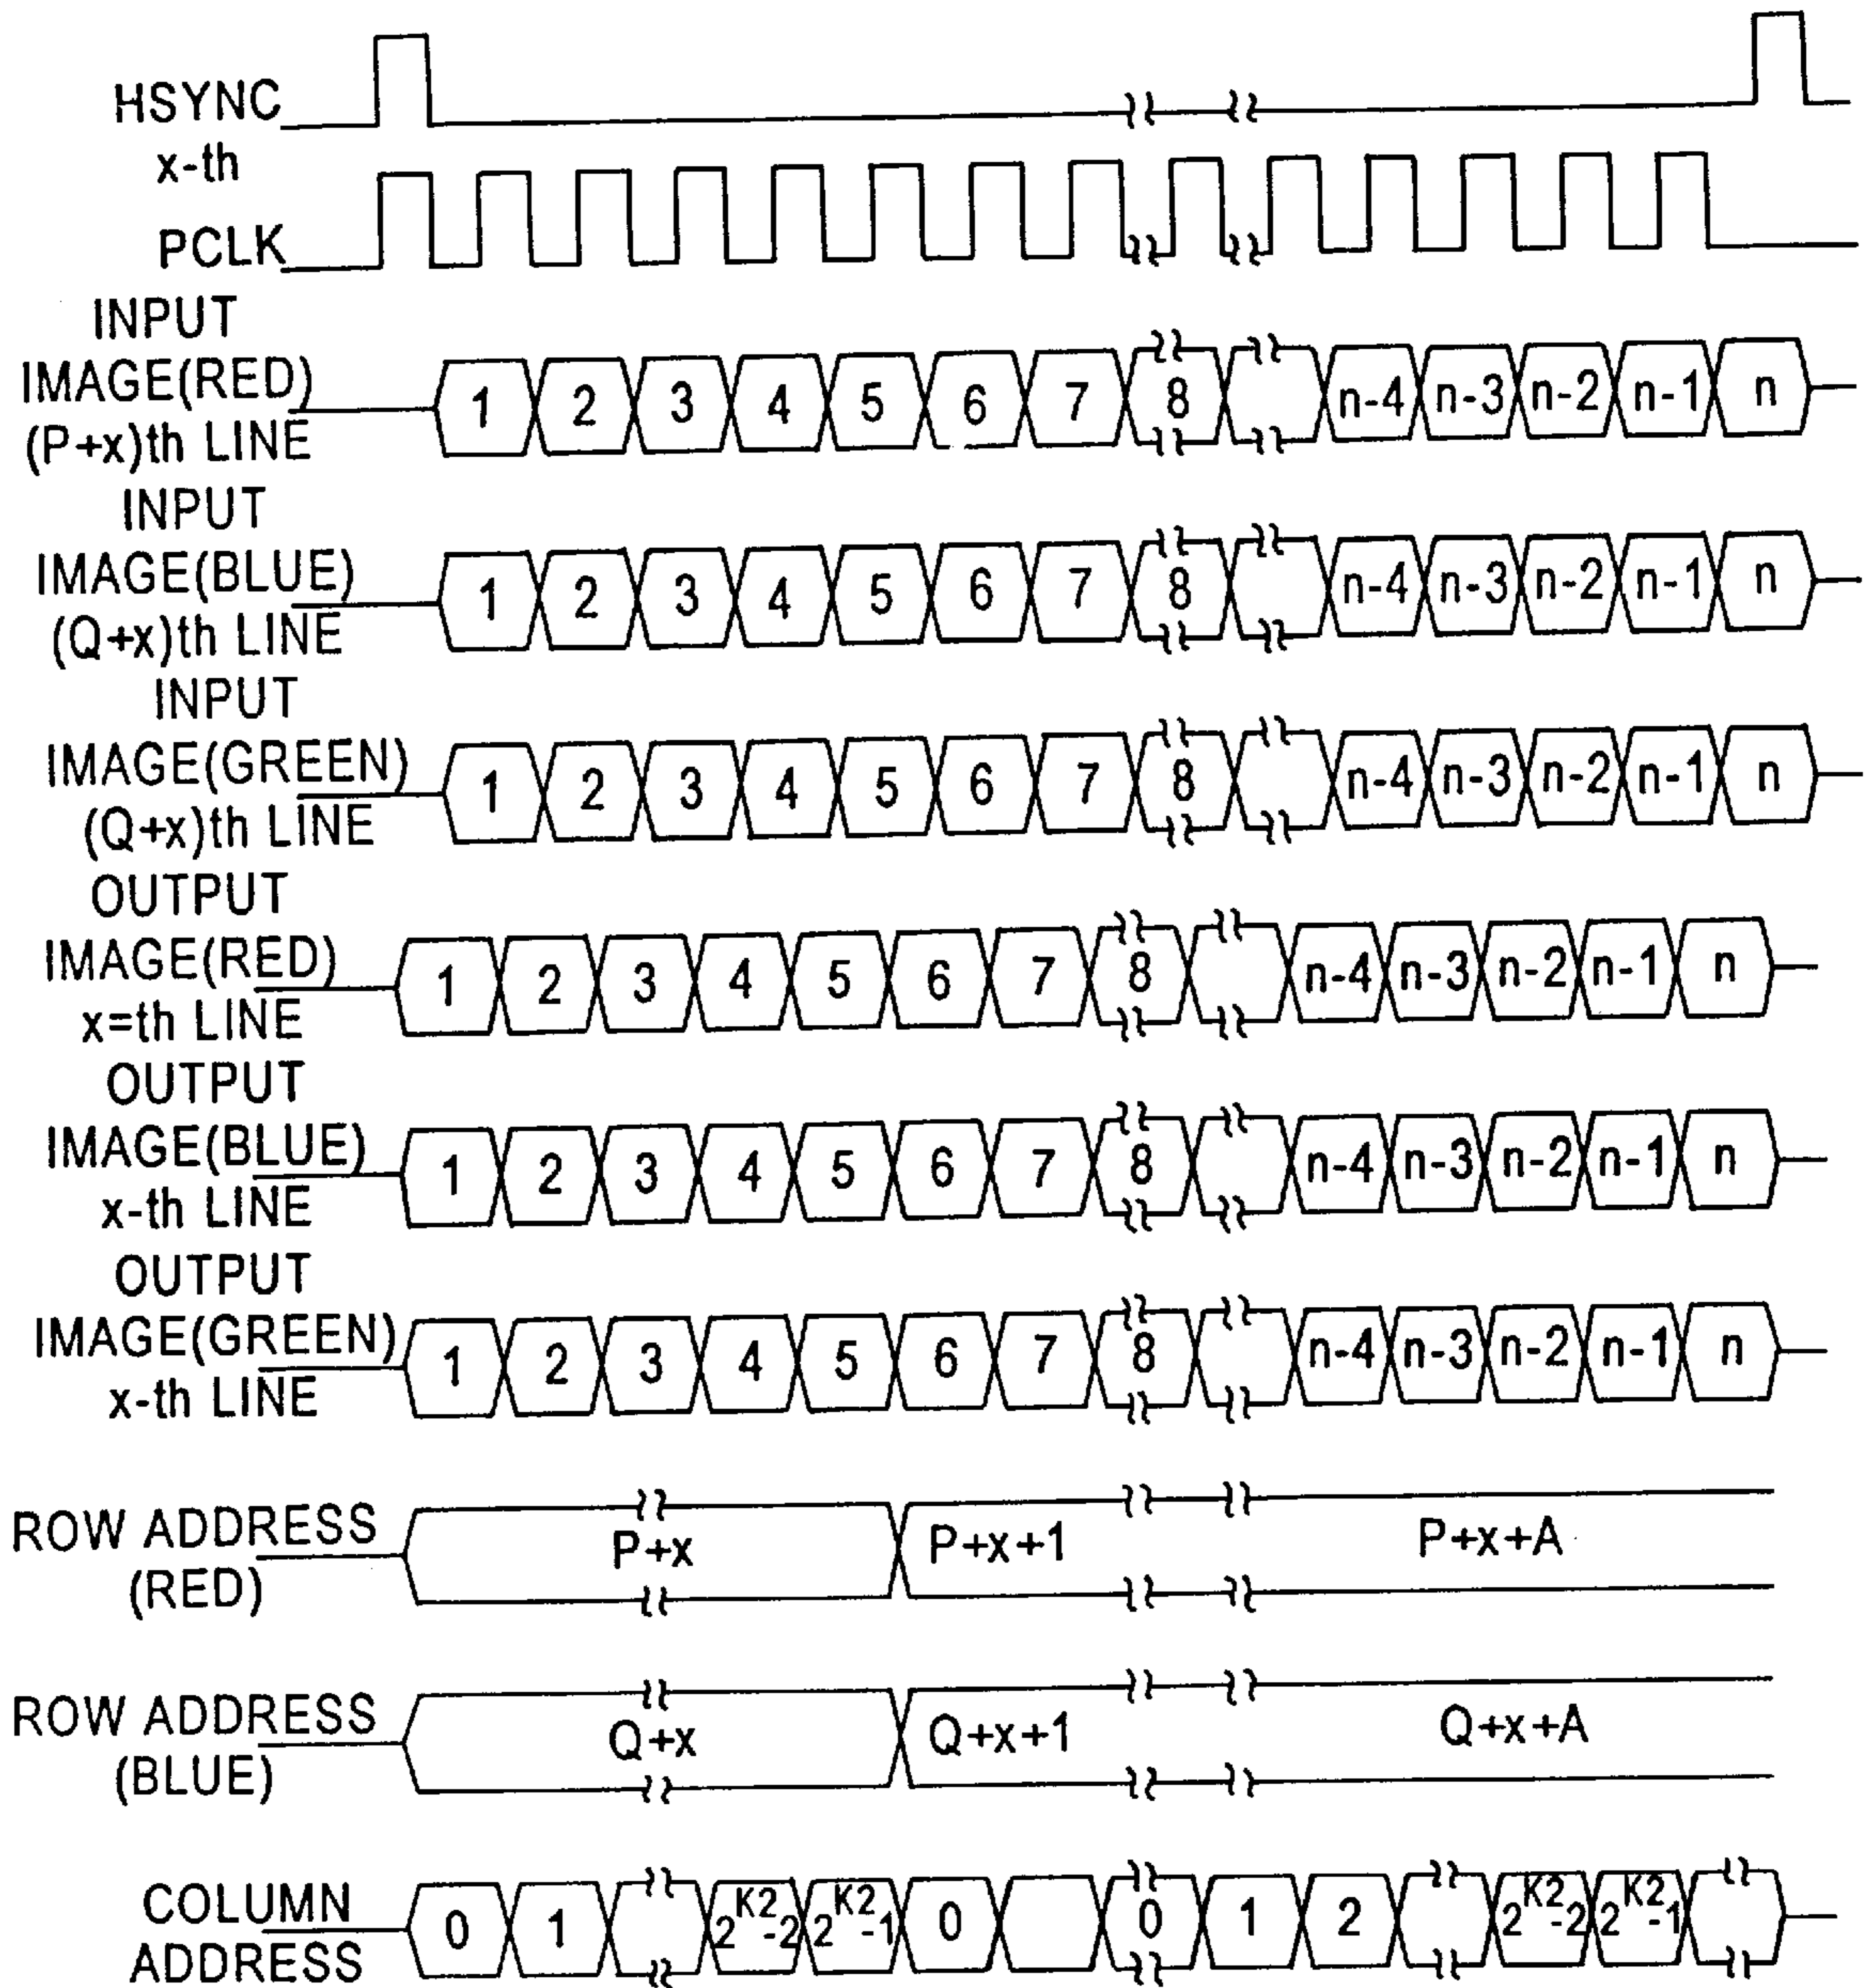 HSYNC
x-th
PCLK
INPUT
IMAGE(RED)
(P+x)th LINE
1 2 3 4 5 6 7 8 n-4 n-3 n-2 n-1 n
INPUT
IMAGE(BLUE)
(Q+x)th LINE
1 2 3 4 5 6 7 8 n-4 n-3 n-2 n-1 n
INPUT
IMAGE(GREEN)
(Q+x)th LINE
1 2 3 4 5 6 7 8 n-4 n-3 n-2 n-1 n
OUTPUT
IMAGE(RED)
x=th LINE
1 2 3 4 5 6 7 8 n-4 n-3 n-2 n-1 n
OUTPUT
IMAGE(BLUE)
x-th LINE
1 2 3 4 5 6 7 8 n-4 n-3 n-2 n-1 n
OUTPUT
IMAGE(GREEN)
x-th LINE
1 2 3 4 5 6 7 8 n-4 n-3 n-2 n-1 n
ROW ADDRESS
(RED)
P+x P+x+1 P+x+A
ROW ADDRESS
(BLUE)
Q+x Q+x+1 Q+x+A
COLUMN
ADDRESS
0 1 2^K2-2 2^K2-1 0 0 1 2 2^K2-2 2^K2-1